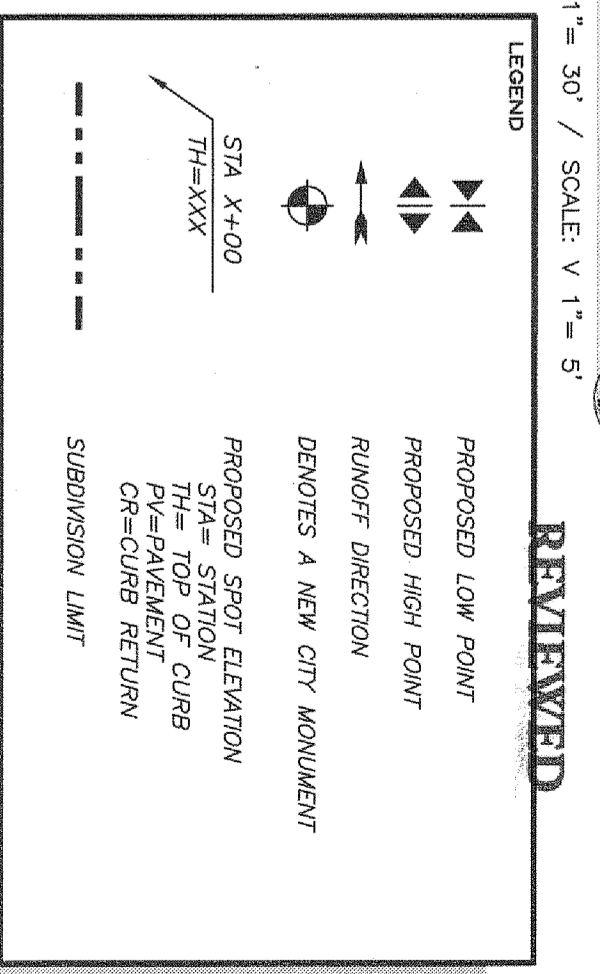 1"= 30' / SCALE: V 1"= 5'
REVIEWED
LEGEND
PROPOSED LOW POINT
PROPOSED HIGH POINT
RUNOFF DIRECTION
DENOTES A NEW CITY MONUMENT
STA X+00
TH=XXX
PROPOSED SPOT ELEVATION
STA= STATION
TH= TOP OF CURB
PV=PAVEMENT
CR=CURB RETURN
SUBDIVISION LIMIT